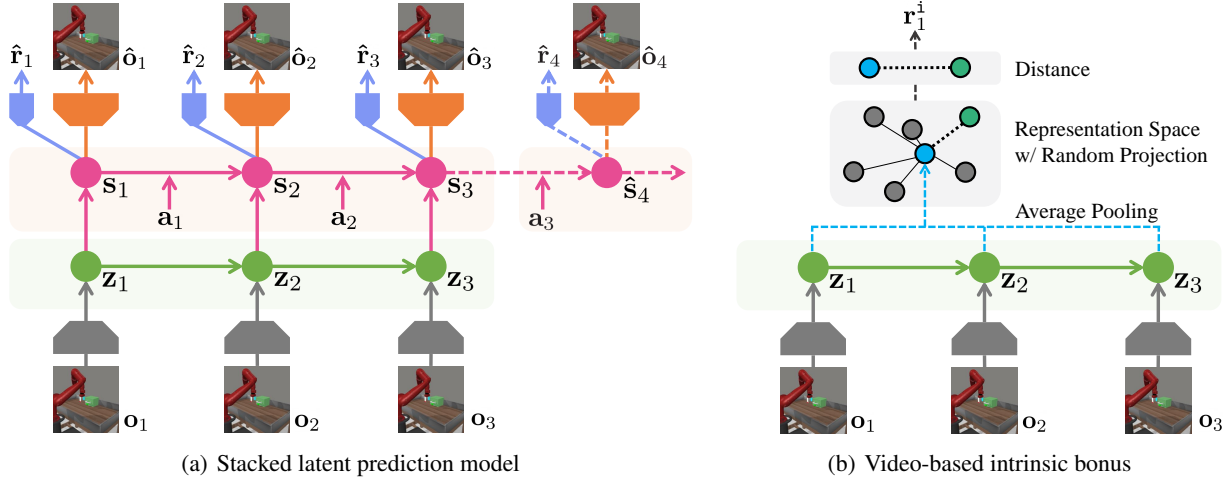 r̂₁ ô₁ r̂₂ ô₂ r̂₃ ô₃ r̂₄ ô₄
s₁ s₂ s₃ ŝ₄
a₁ a₂ a₃
z₁ z₂ z₃
o₁ o₂ o₃
(a) Stacked latent prediction model
r₁ⁱ
Distance
Representation Space
w/ Random Projection
Average Pooling
z₁ z₂ z₃
o₁ o₂ o₃
(b) Video-based intrinsic bonus